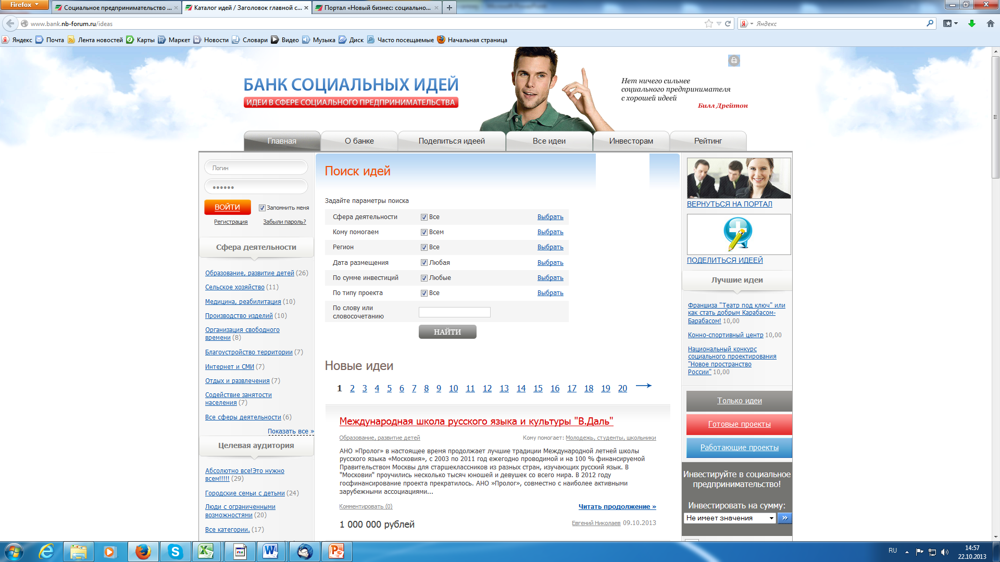 Firefox
Социальное предпринимательство ...
Каталог идей / Заголовок главной с...
Портал «Новый бизнес: социально...
www.bank.nb-forum.ru/ideas
Яндекс
Яндекс
Почта
Лента новостей
Карты
Маркет
Новости
Словари
Видео
Музыка
Диск
Часто посещаемые
Начальная страница
БАНК СОЦИАЛЬНЫХ ИДЕЙ
ИДЕИ В СФЕРЕ СОЦИАЛЬНОГО ПРЕДПРИНИМАТЕЛЬСТВА
Нет ничего сильнее
социального предпринимателя
с хорошей идеей
Билл Дрейтон
Главная
О банке
Поделиться идеей
Все идеи
Инвесторам
Рейтинг
Логин
••••••
ВОЙТИ
Запомнить меня
Регистрация
Забыли пароль?
Сфера деятельности
Образование, развитие детей (26)
Сельское хозяйство (11)
Медицина, реабилитация (10)
Производство изделий (10)
Организация свободного
времени (8)
Благоустройство территории (7)
Интернет и СМИ (7)
Отдых и развлечения (7)
Содействие занятости
населения (7)
Все сферы деятельности (6)
Показать все »
Целевая аудитория
Абсолютно все!Это нужно
всем!!!!! (29)
Городские семьи с детьми (24)
Люди с ограниченными
возможностями (20)
Все категории. (17)
Поиск идей
Задайте параметры поиска
Сфера деятельности Все Выбрать
Кому помогаем Всем Выбрать
Регион Все Выбрать
Дата размещения Любая Выбрать
По сумме инвестиций Любые Выбрать
По типу проекта Все Выбрать
По слову или
словосочетанию
НАЙТИ
Новые идеи
1 2 3 4 5 6 7 8 9 10 11 12 13 14 15 16 17 18 19 20
Международная школа русского языка и культуры "В.Даль"
Образование, развитие детей
Кому помогает: Молодежь, студенты, школьники
АНО »Пролог» в настоящее время продолжает лучшие традиции Международной летней школы
русского языка «Московия», с 2003 по 2011 год ежегодно проводимой и на 100 % финансируемой
Правительством Москвы для старшеклассников из разных стран, изучающих русский язык. В
"Московии" проучились несколько тысяч юношей и девушек со всего мира. В 2012 году
госфинансирование проекта прекратилось. АНО »Пролог», совместно с наиболее активными
зарубежными ассоциациями...
Комментировать (0)
Читать продолжение »
1 000 000 рублей
Евгений Николаев 09.10.2013
ВЕРНУТЬСЯ НА ПОРТАЛ
ПОДЕЛИТЬСЯ ИДЕЕЙ
Лучшие идеи
Франшиза "Театр под ключ" или
как стать добрым Карабасом-
Барабасом! 10,00
Конно-спортивный центр 10,00
Национальный конкурс
социального проектирования
"Новое пространство
России" 10,00
Только идеи
Готовые проекты
Работающие проекты
Инвестируйте в социальное
предпринимательство!
Инвестировать на сумму:
Не имеет значения
»
RU
14:57
22.10.2013